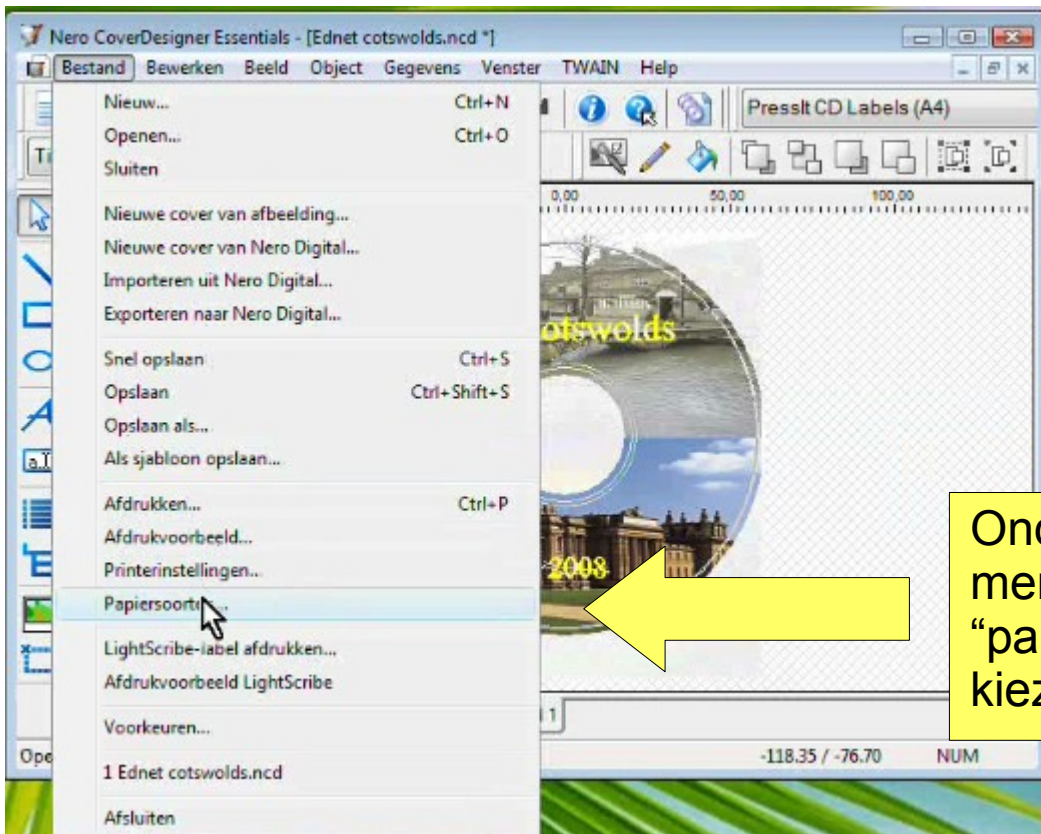 Nero CoverDesigner Essentials - [Ednet cotswolds.ncd *]
Bestand Bewerken Beeld Object Gegevens Venster TWAIN Help
Nieuw... Ctrl+N
Openen... Ctrl+O
Sluiten
Nieuwe cover van afbeelding...
Nieuwe cover van Nero Digital...
Importeren uit Nero Digital...
Exporteren naar Nero Digital...
Snel opslaan Ctrl+S
Opslaan Ctrl+Shift+S
Opslaan als...
Als sjabloon opslaan...
Afdrukken... Ctrl+P
Afdrukvoorbeeld...
Printerinstellingen...
Papiersoorten...
LightScribe-label afdrukken...
Afdrukvoorbeeld LightScribe
Voorkeuren...
1 Ednet cotswolds.ncd
Afsluiten
PressIt CD Labels (A4)
0,00 50,00 100,00
otswolds
2008
1
-118.35 / -76.70 NUM